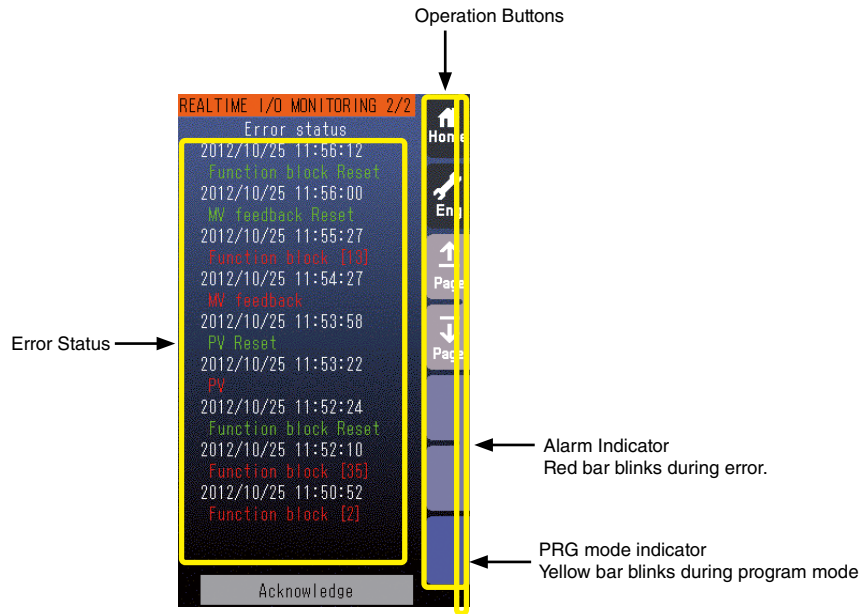 Operation Buttons
REALTIME I/O MONITORING 2/2
Error status
2012/10/25 11:56:12
Function block Reset
2012/10/25 11:56:00
MV feedback Reset
2012/10/25 11:55:27
Function block [13]
2012/10/25 11:54:27
MV feedback
2012/10/25 11:53:58
PV Reset
2012/10/25 11:53:22
PV
2012/10/25 11:52:24
Function block Reset
2012/10/25 11:52:10
Function block [35]
2012/10/25 11:50:52
Function block [2]
Acknowledge
Home
Eng
Page
Page
Error Status
Alarm Indicator
Red bar blinks during error.
PRG mode indicator
Yellow bar blinks during program mode